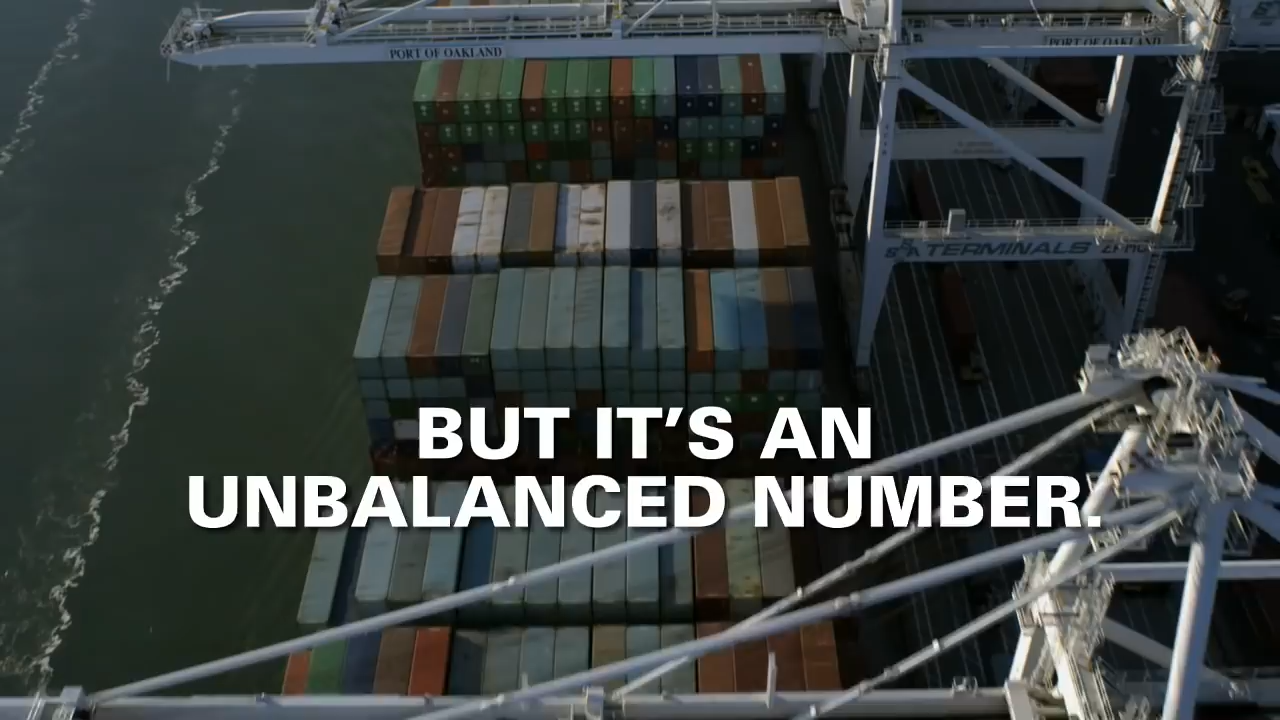 PORT OF OAKLAND
PORT OF OAKLAND
SSA TERMINALS
BUT IT'S AN
UNBALANCED NUMBER.